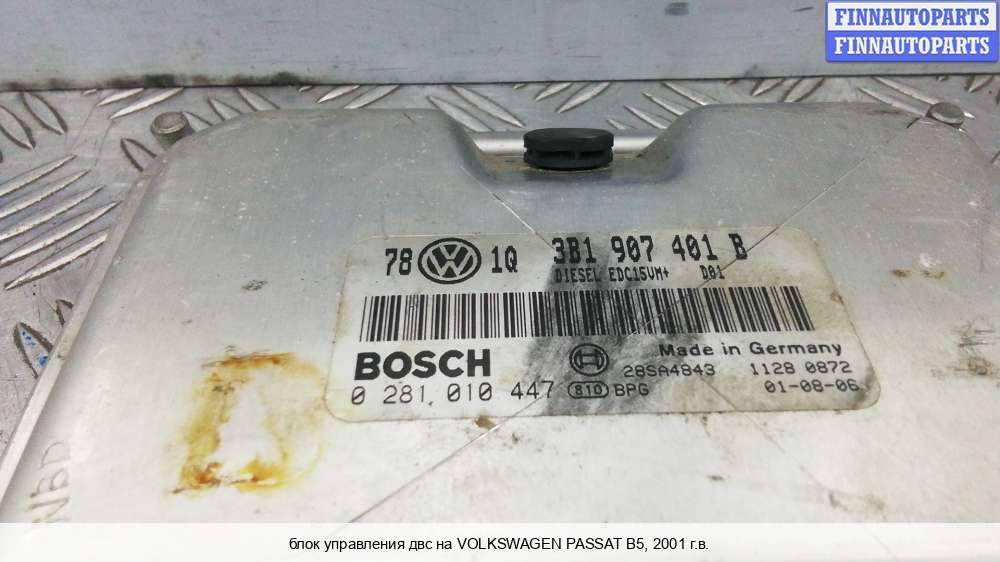 FINNAUTOPARTS
FINNAUTOPARTS
78 VW 1Q 3B1 907 401 B
DIESEL EDC15VM+ D01
BOSCH
Made in Germany
28SA4843 1128 0872
0 281 010 447 810 BPG 01-08-06
блок управления двс на VOLKSWAGEN PASSAT B5, 2001 г.в.